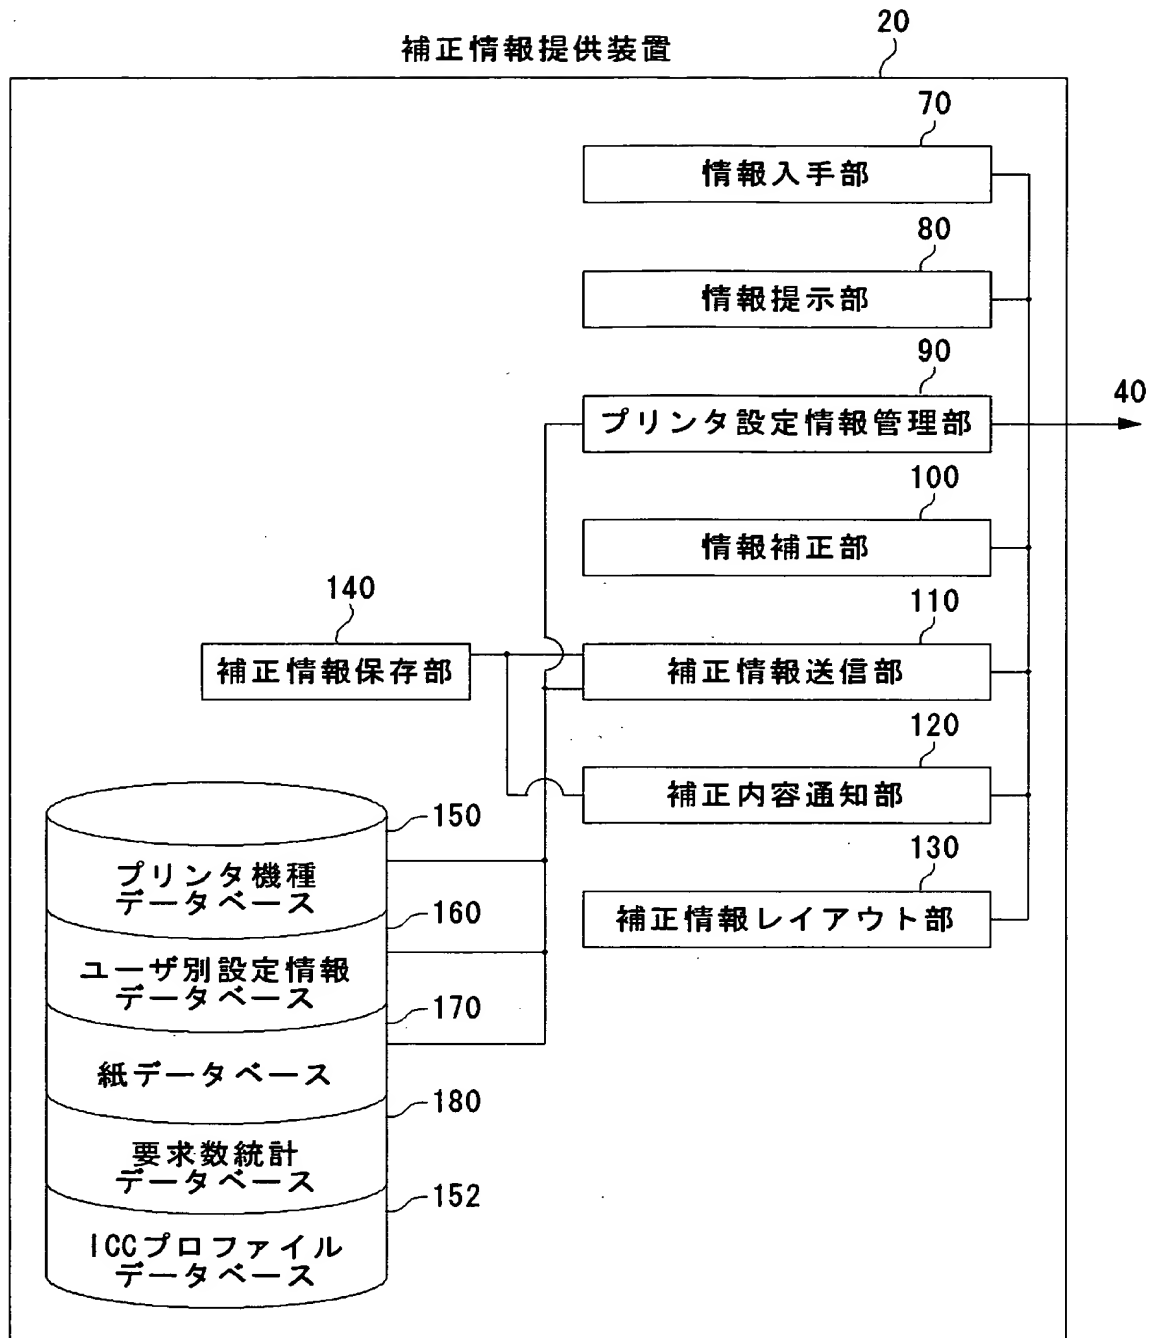 20
補正情報提供装置
70
情報入手部
80
情報提示部
90
プリンタ設定情報管理部
40
100
情報補正部
140
補正情報保存部
110
補正情報送信部
120
補正内容通知部
130
補正情報レイアウト部
150
プリンタ機種
データベース
160
ユーザ別設定情報
データベース
170
紙データベース
180
要求数統計
データベース
152
ICCプロファイル
データベース